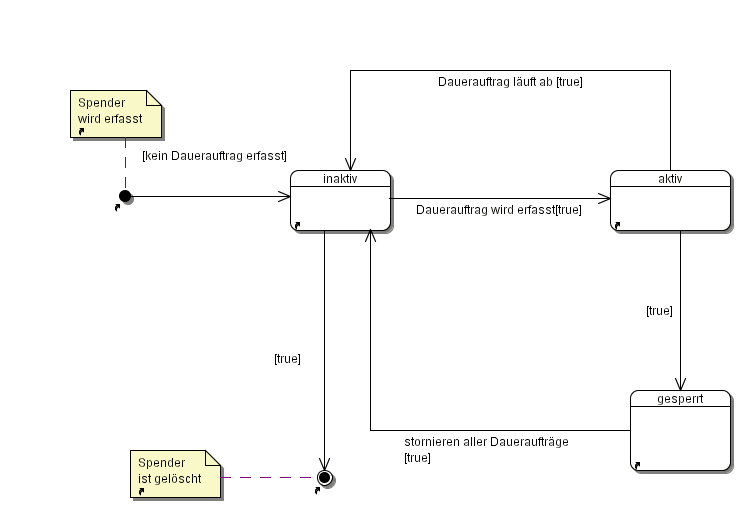 Dauerauftrag läuft ab [true]
Spender
wird erfasst
[kein Dauerauftrag erfasst]
inaktiv
aktiv
Dauerauftrag wird erfasst[true]
[true]
[true]
gesperrt
stornieren aller Daueraufträge
[true]
Spender
ist gelöscht